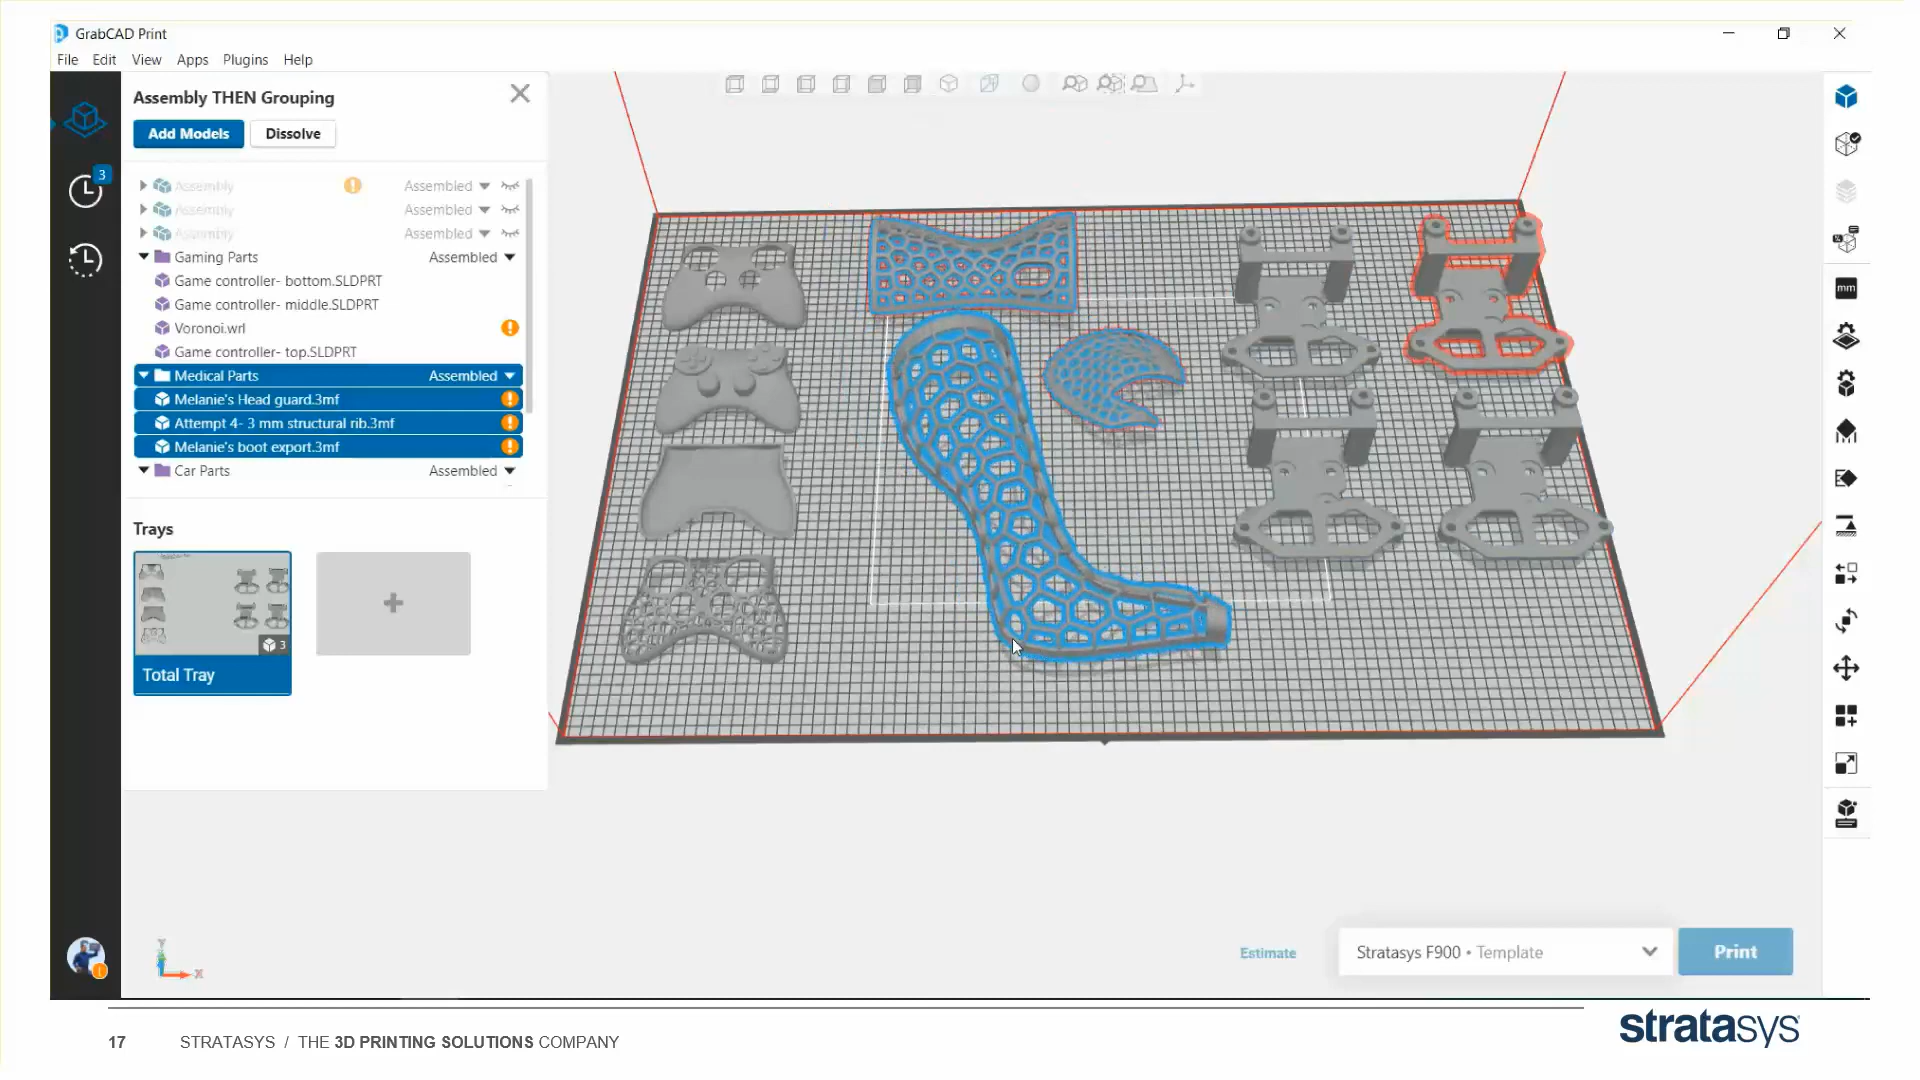 GrabCAD Print
File Edit View Apps Plugins Help
Assembly THEN Grouping
Add Models Dissolve
Assembly Assembled
Assembly Assembled
Assembly Assembled
Gaming Parts Assembled
Game controller- bottom.SLDPRT
Game controller- middle.SLDPRT
Voronoi.wrl
Game controller- top.SLDPRT
Medical Parts Assembled
Melanie's Head guard.3mf
Attempt 4- 3 mm structural rib.3mf
Melanie's boot export.3mf
Car Parts Assembled
Trays
3
Total Tray
3
mm
Y
X
Estimate
Stratasys F900 • Template
Print
17 STRATASYS / THE 3D PRINTING SOLUTIONS COMPANY
stratasys